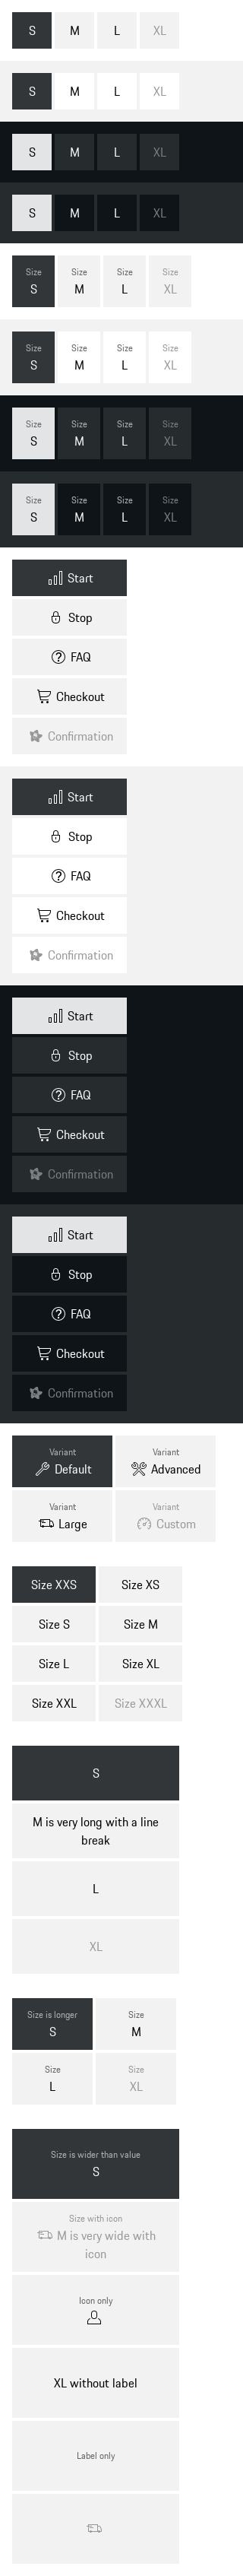 S M L XL
S M L XL
S M L XL
S M L XL
Size Size Size Size
S M L XL
Size Size Size Size
S M L XL
Size Size Size Size
S M L XL
Size Size Size Size
S M L XL
Start
Stop
FAQ
Checkout
Confirmation
Start
Stop
FAQ
Checkout
Confirmation
Start
Stop
FAQ
Checkout
Confirmation
Start
Stop
FAQ
Checkout
Confirmation
Variant Variant
Default Advanced
Variant Variant
Large Custom
Size XXS Size XS
Size S Size M
Size L Size XL
Size XXL Size XXXL
S
M is very long with a line
break
L
XL
Size is longer Size
S M
Size Size
L XL
Size is wider than value
S
Size with icon
M is very wide with
icon
Icon only
XL without label
Label only